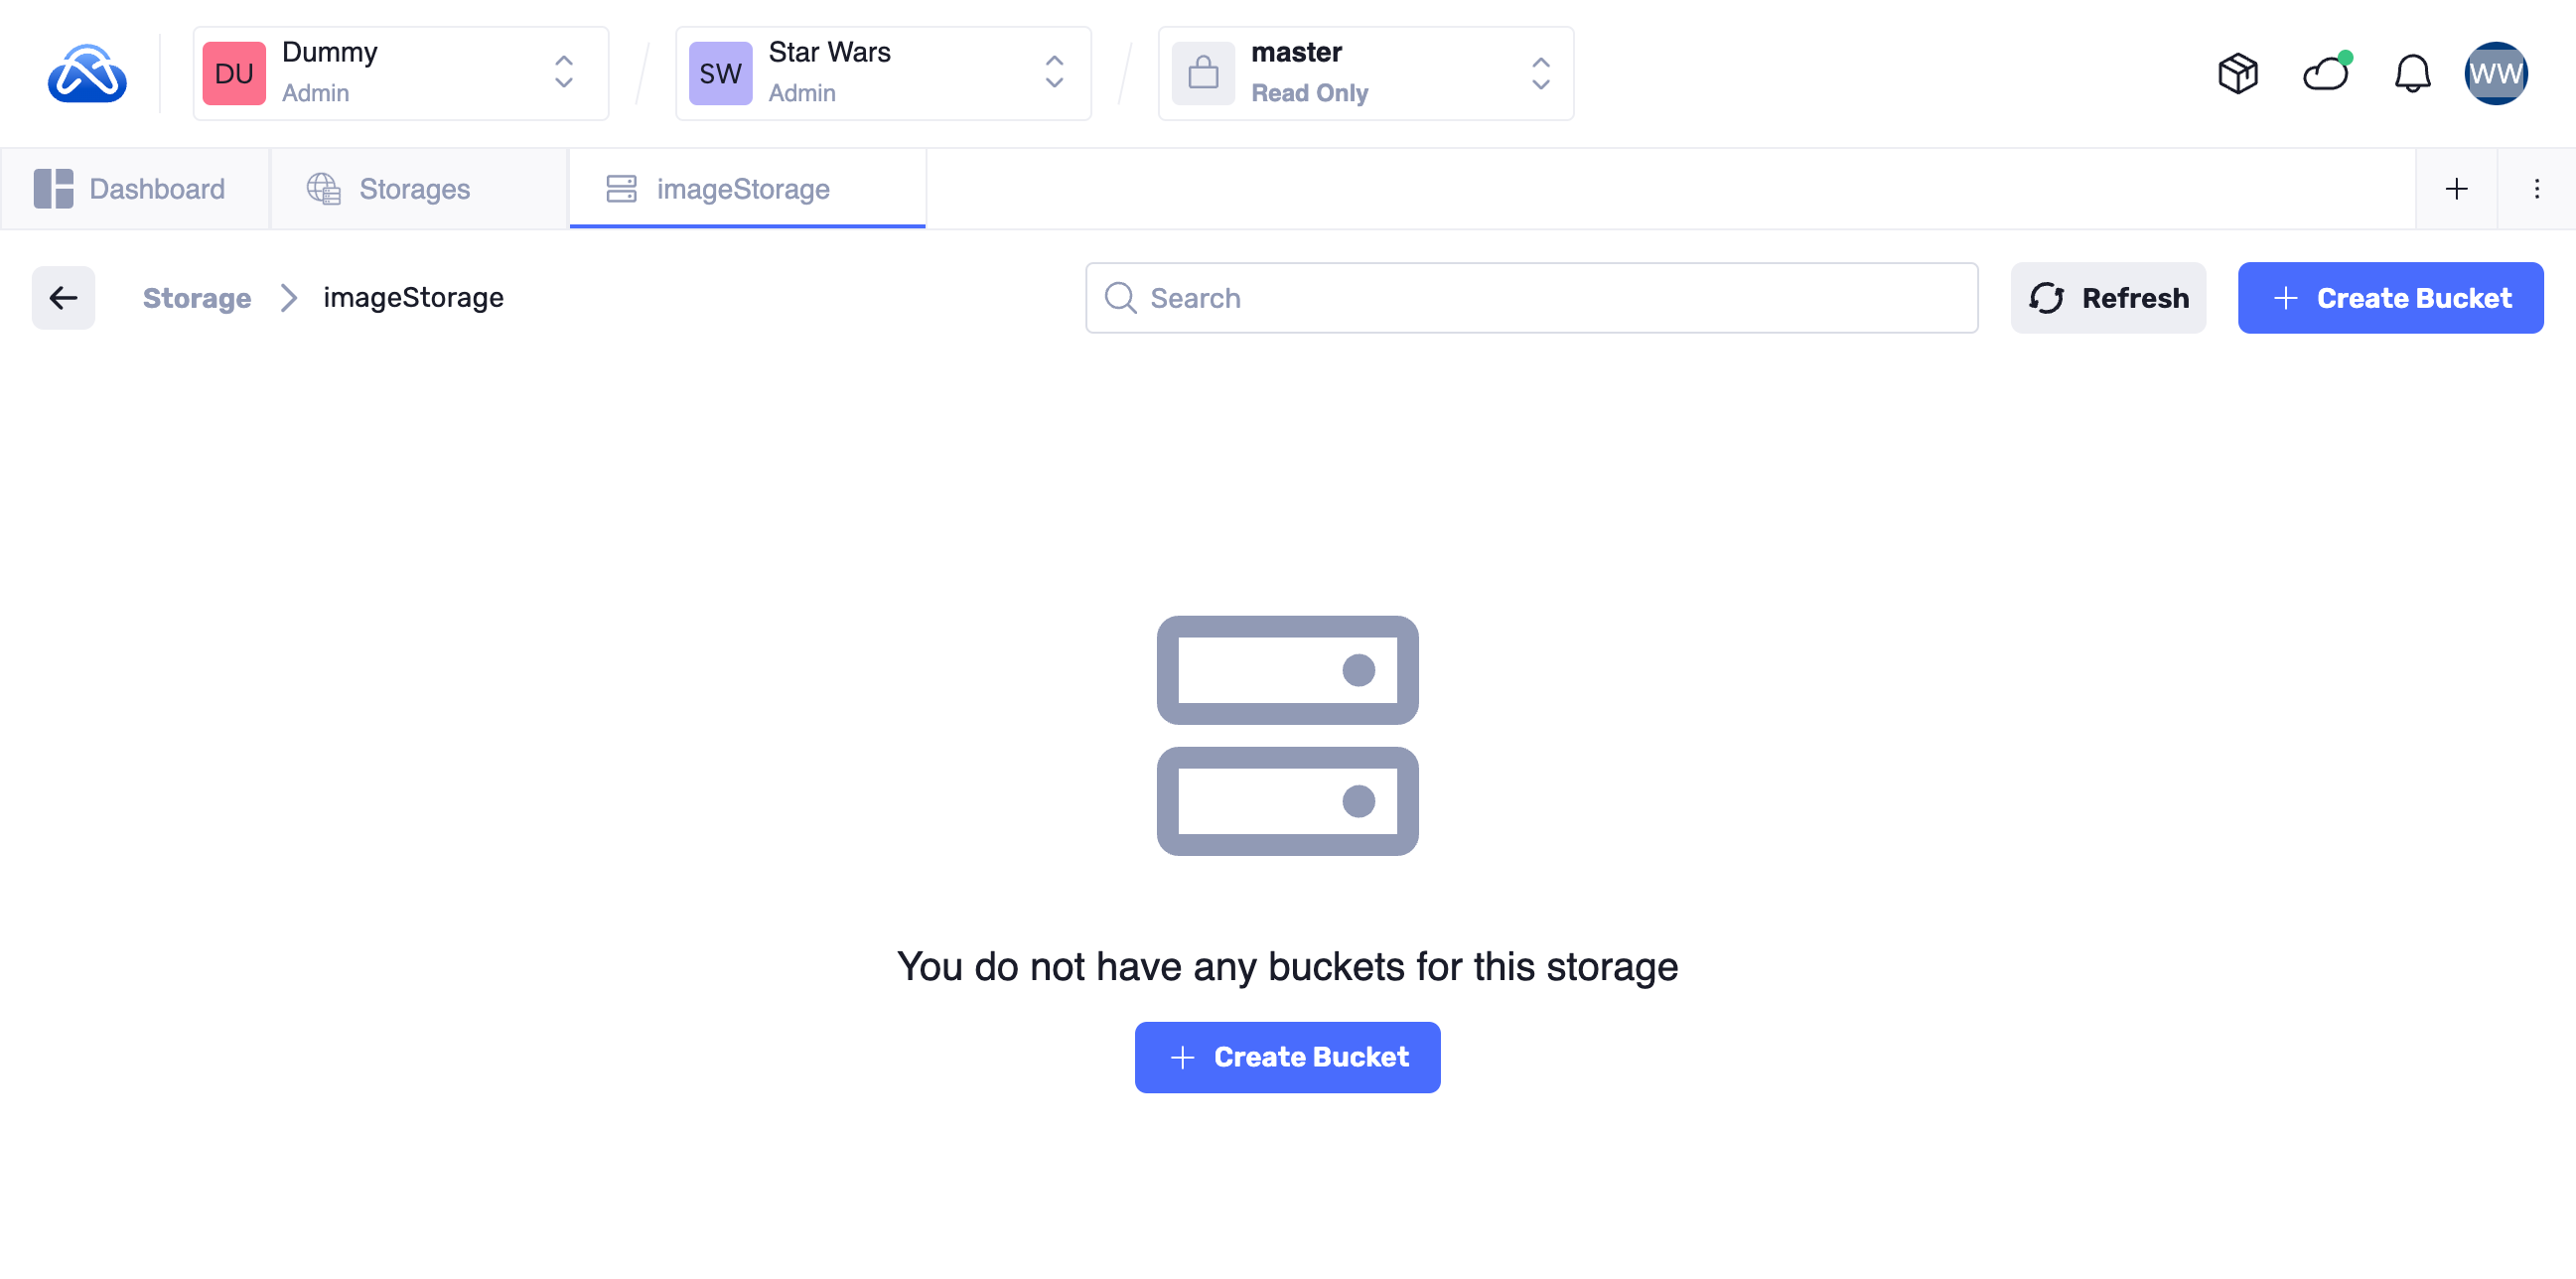 DU
Dummy
Admin
SW
Star Wars
Admin
master
Read Only
WW
Dashboard
Storages
imageStorage
Storage
imageStorage
Search
Refresh
Create Bucket
You do not have any buckets for this storage
Create Bucket